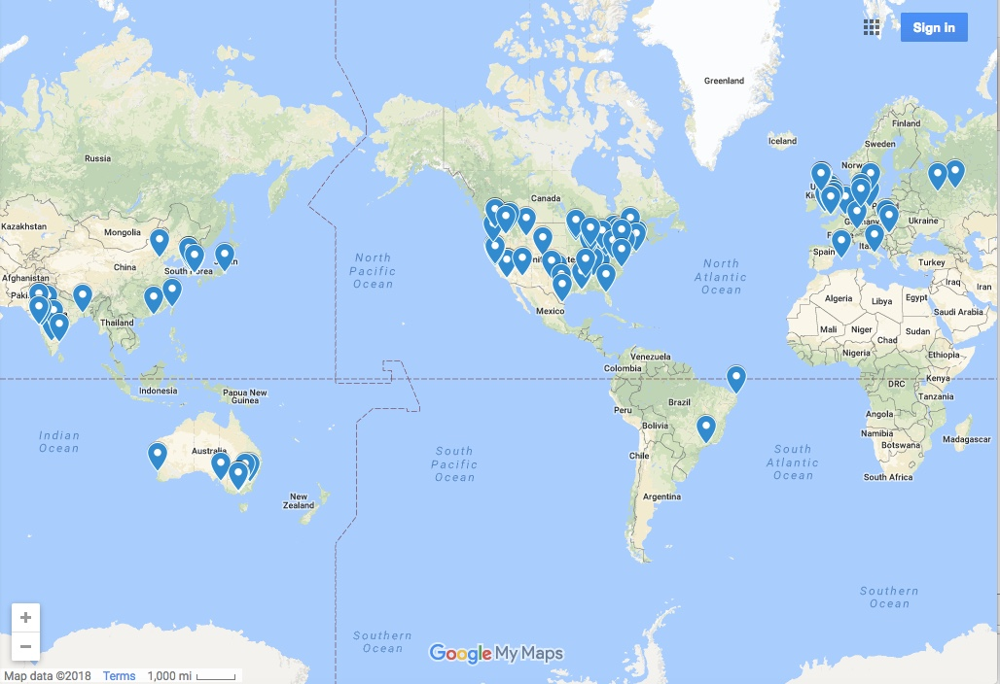 Sign in
Greenland
Iceland
Finland
Sweden
Russia
Canada
Ukraine
Kazakhstan
Mongolia
Spain
Turkey
China
South Korea
North
Pacific
Ocean
North
Atlantic
Ocean
Afghanistan
Iraq
Iran
Algeria
Libya
Egypt
Saudi Arabia
Mexico
Thailand
Mali
Niger
Sudan
Chad
Nigeria
Ethiopia
Venezuela
Colombia
Kenya
DRC
Indonesia
Papua New
Guinea
Tanzania
Brazil
Peru
Angola
Bolivia
Namibia
Madagascar
Botswana
Indian
Ocean
Australia
Chile
South
Pacific
Ocean
South
Atlantic
Ocean
South Africa
New
Zealand
Argentina
Southern
Ocean
Southern
Ocean
+
−
Google My Maps
Map data ©2018 Terms 1,000 mi